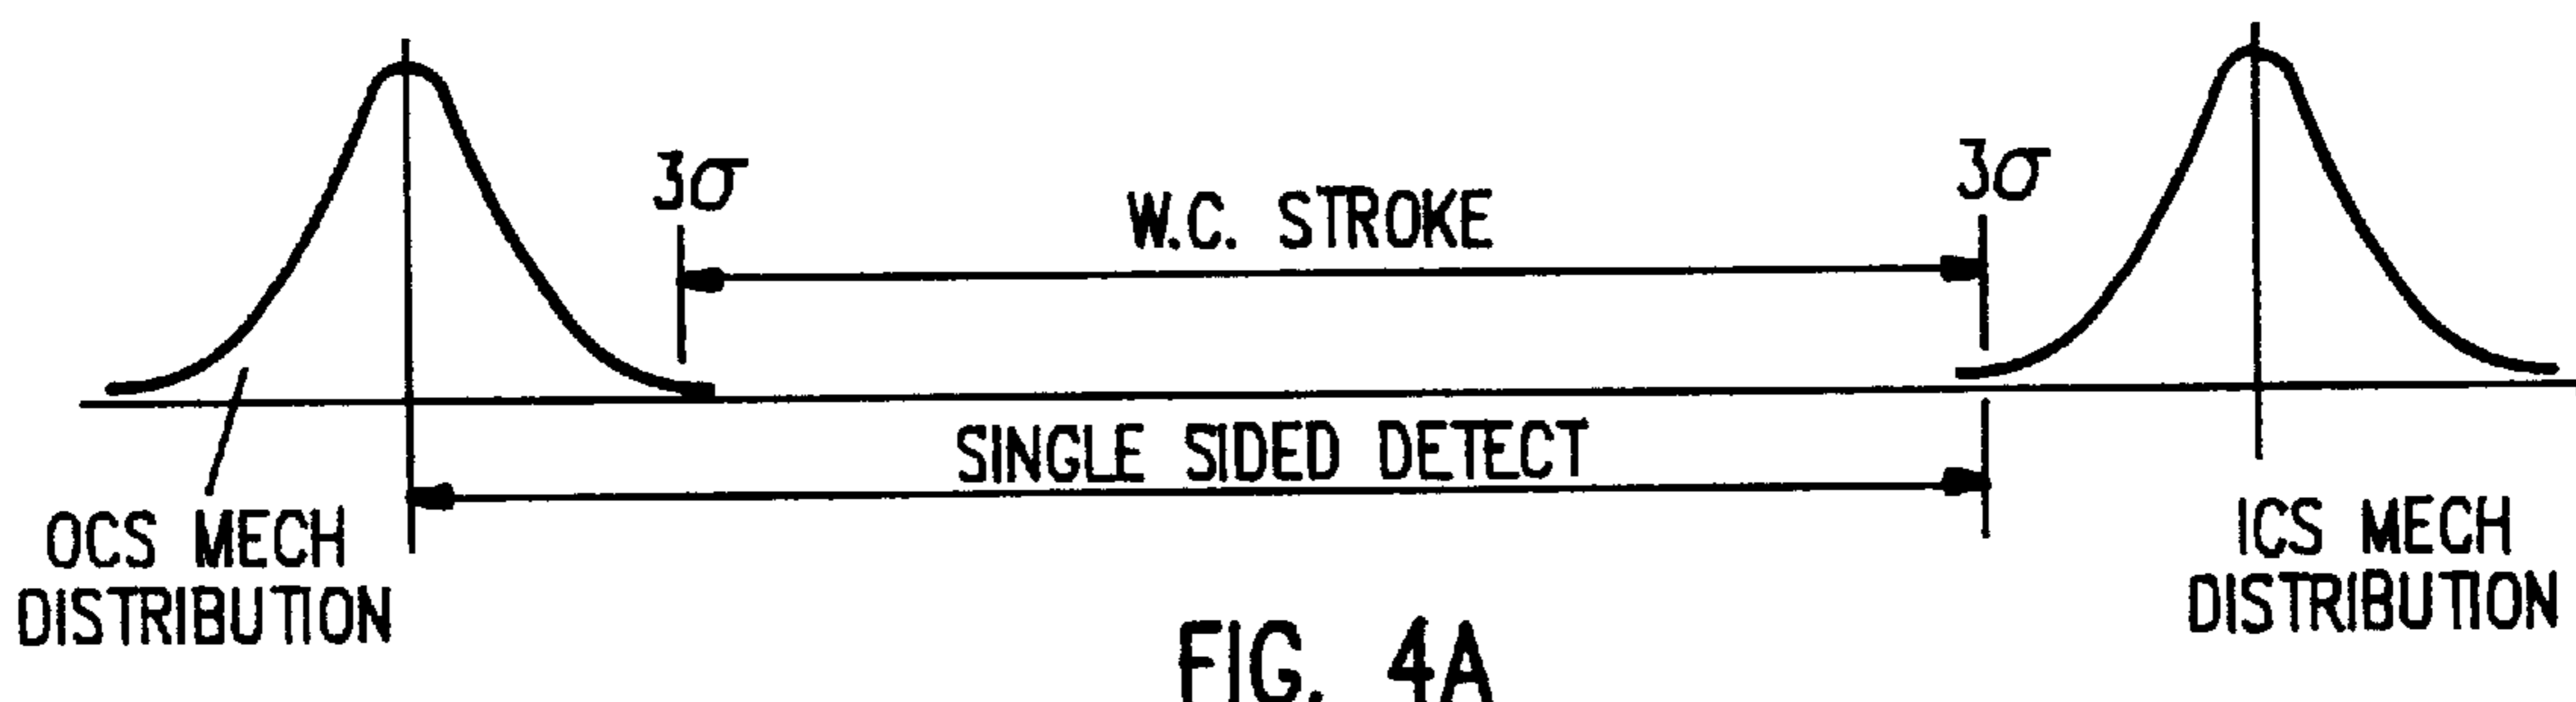 3σ
W.C. STROKE
3σ
SINGLE SIDED DETECT
OCS MECH
DISTRIBUTION
ICS MECH
DISTRIBUTION
FIG. 4A